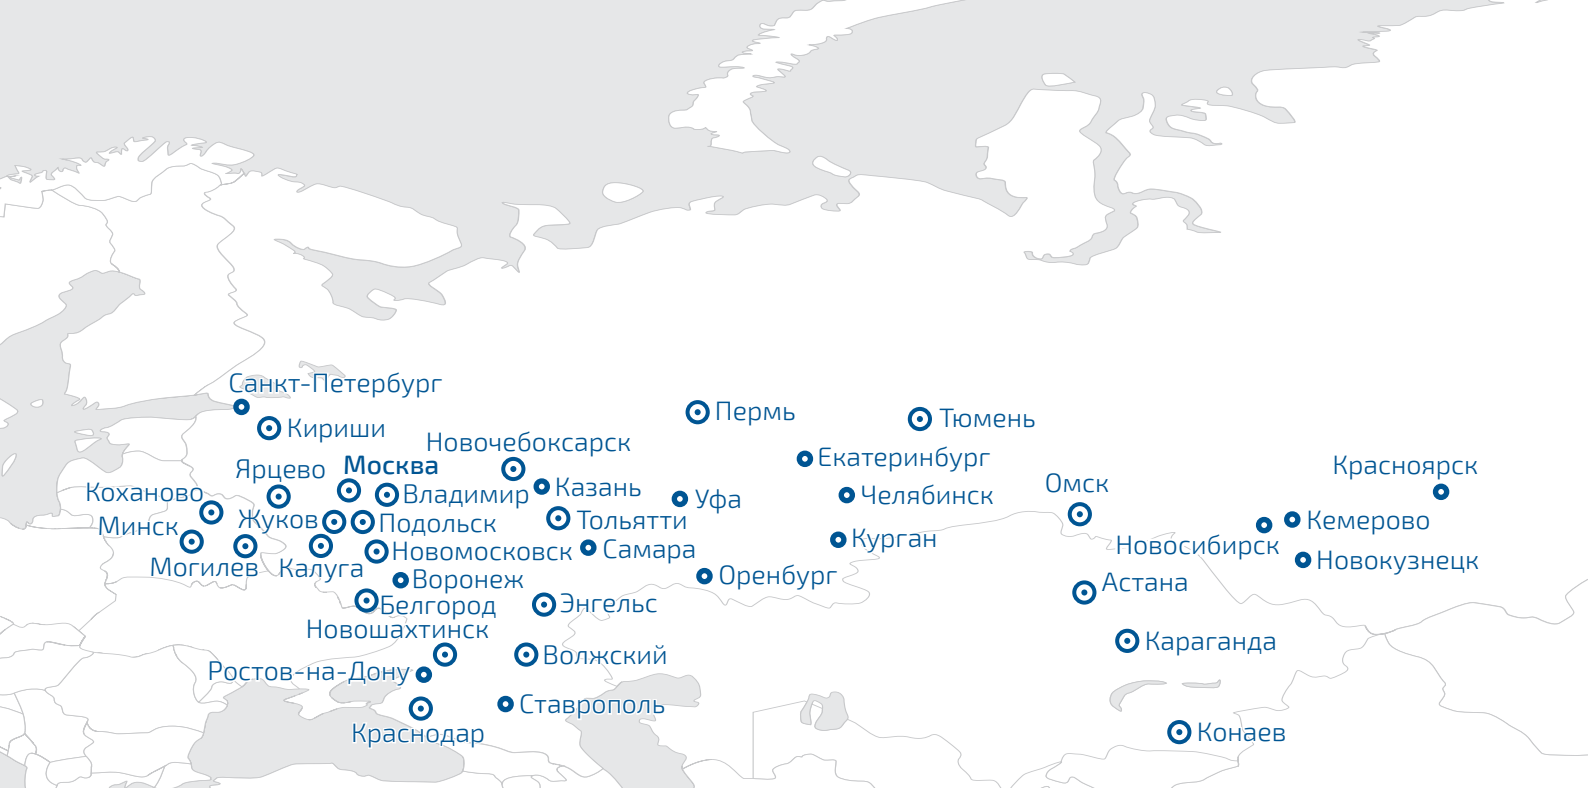 Санкт-Петербург
Кириши
Пермь
Тюмень
Новочебоксарск
Екатеринбург
Красноярск
Ярцево
Москва
Омск
Коханово
Владимир
Казань
Уфа
Челябинск
Минск
Жуков
Подольск
Тольятти
Кемерово
Курган
Новосибирск
Новомосковск
Самара
Новокузнецк
Могилев
Калуга
Воронеж
Оренбург
Астана
Белгород
Энгельс
Новошахтинск
Караганда
Волжский
Ростов-на-Дону
Ставрополь
Краснодар
Конаев